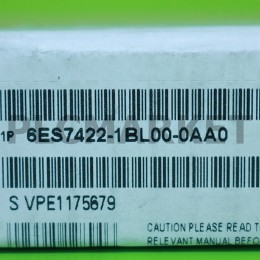 1P 6ES7422-1BL00-0AA0
S VPE1175679
CAUTION PLEASE READ T
RELEVANT MANUAL BEFO